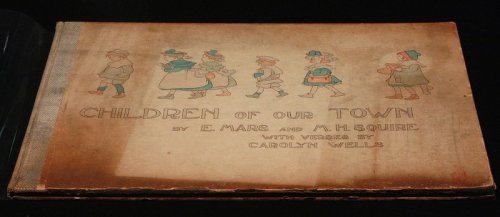 CHILDREN OF OUR TOWN
BY E. MARS AND M. H. SQUIRE
WITH VERSES BY
CAROLYN WELLS